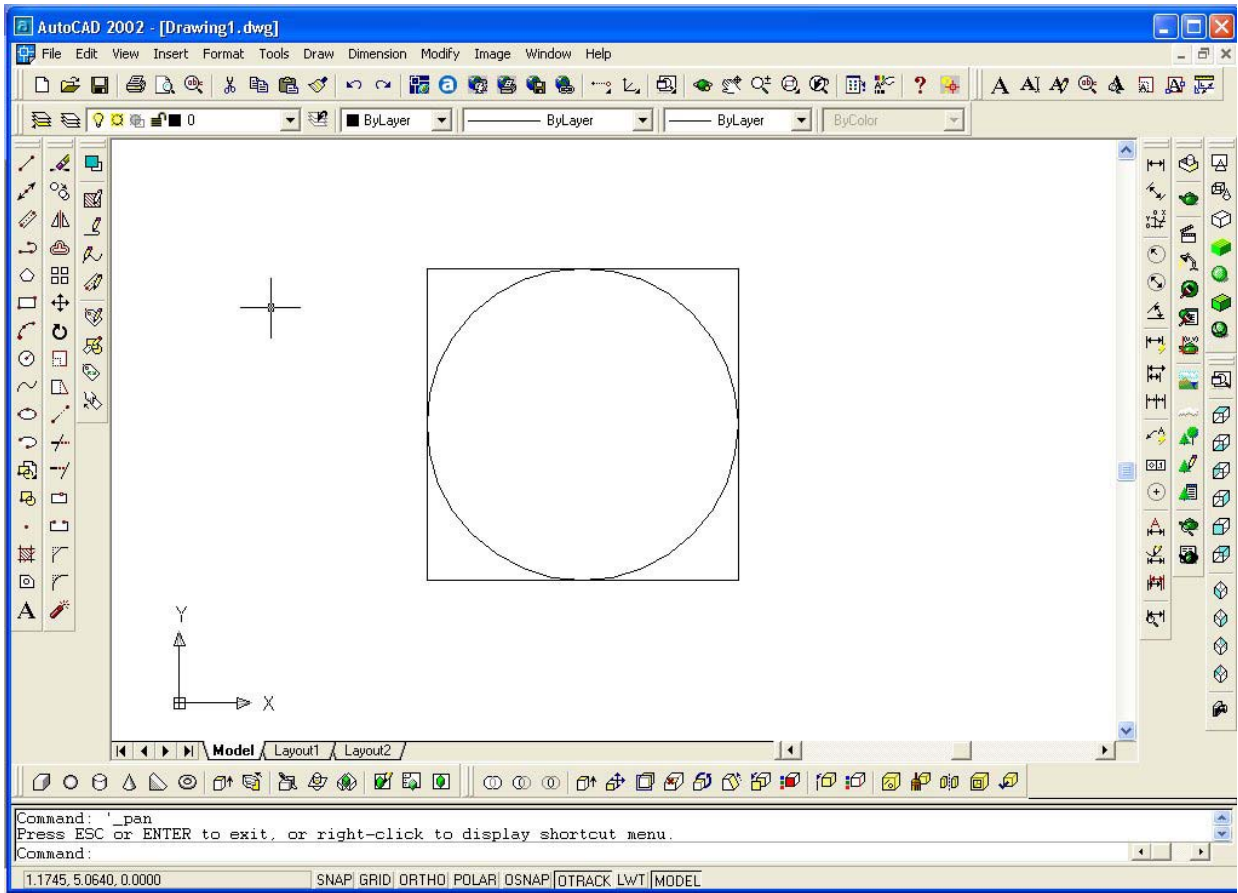 AutoCAD 2002 - [Drawing1.dwg]
File Edit View Insert Format Tools Draw Dimension Modify Image Window Help
0 ByLayer ByLayer ByLayer ByColor
Y
X
Model Layout1 Layout2
Command: '_pan
Press ESC or ENTER to exit, or right-click to display shortcut menu.
Command:
1.1745, 5.0640, 0.0000 SNAP GRID ORTHO POLAR OSNAP OTRACK LWT MODEL